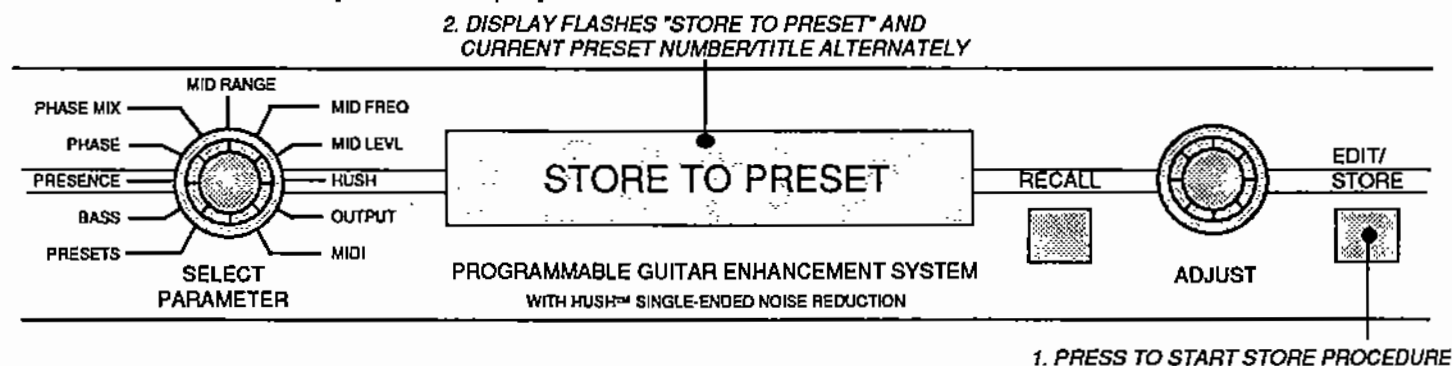 2. DISPLAY FLASHES "STORE TO PRESET" AND
CURRENT PRESET NUMBER/TITLE ALTERNATELY
MID RANGE
PHASE MIX
MID FREQ
PHASE
MID LEVL
PRESENCE
HUSH
BASS
OUTPUT
PRESETS
MIDI
SELECT
PARAMETER
STORE TO PRESET
PROGRAMMABLE GUITAR ENHANCEMENT SYSTEM
WITH HUSH™ SINGLE-ENDED NOISE REDUCTION
RECALL
ADJUST
EDIT/
STORE
1. PRESS TO START STORE PROCEDURE